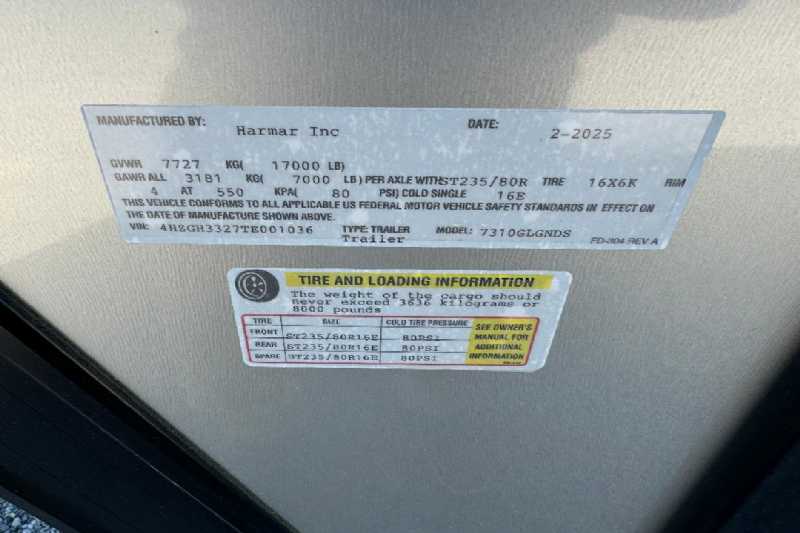 MANUFACTURED BY: Harmar Inc DATE: 2-2025
GVWR 7727 KG( 17000 LB)
GAWR ALL 3181 KG( 7000 LB) PER AXLE WITH ST235/80R TIRE 16X6K RIM
4 AT 550 KPA( 80 PSI) COLD SINGLE 16E
THIS VEHICLE CONFORMS TO ALL APPLICABLE US FEDERAL MOTOR VEHICLE SAFETY STANDARDS IN EFFECT ON
THE DATE OF MANUFACTURE SHOWN ABOVE.
VIN: 4HZGH3327TE001036 TYPE: TRAILER MODEL: 7310GLGNDS
Trailer FD-304 REV A
TIRE AND LOADING INFORMATION
The weight of the cargo should
never exceed 3636 kilograms or
8000 pounds
TIRE SIZE COLD TIRE PRESSURE
FRONT ST235/80R16E 80PSI
REAR ST235/80R16E 80PSI
SPARE ST235/80R16E 80PSI
SEE OWNER'S
MANUAL FOR
ADDITIONAL
INFORMATION